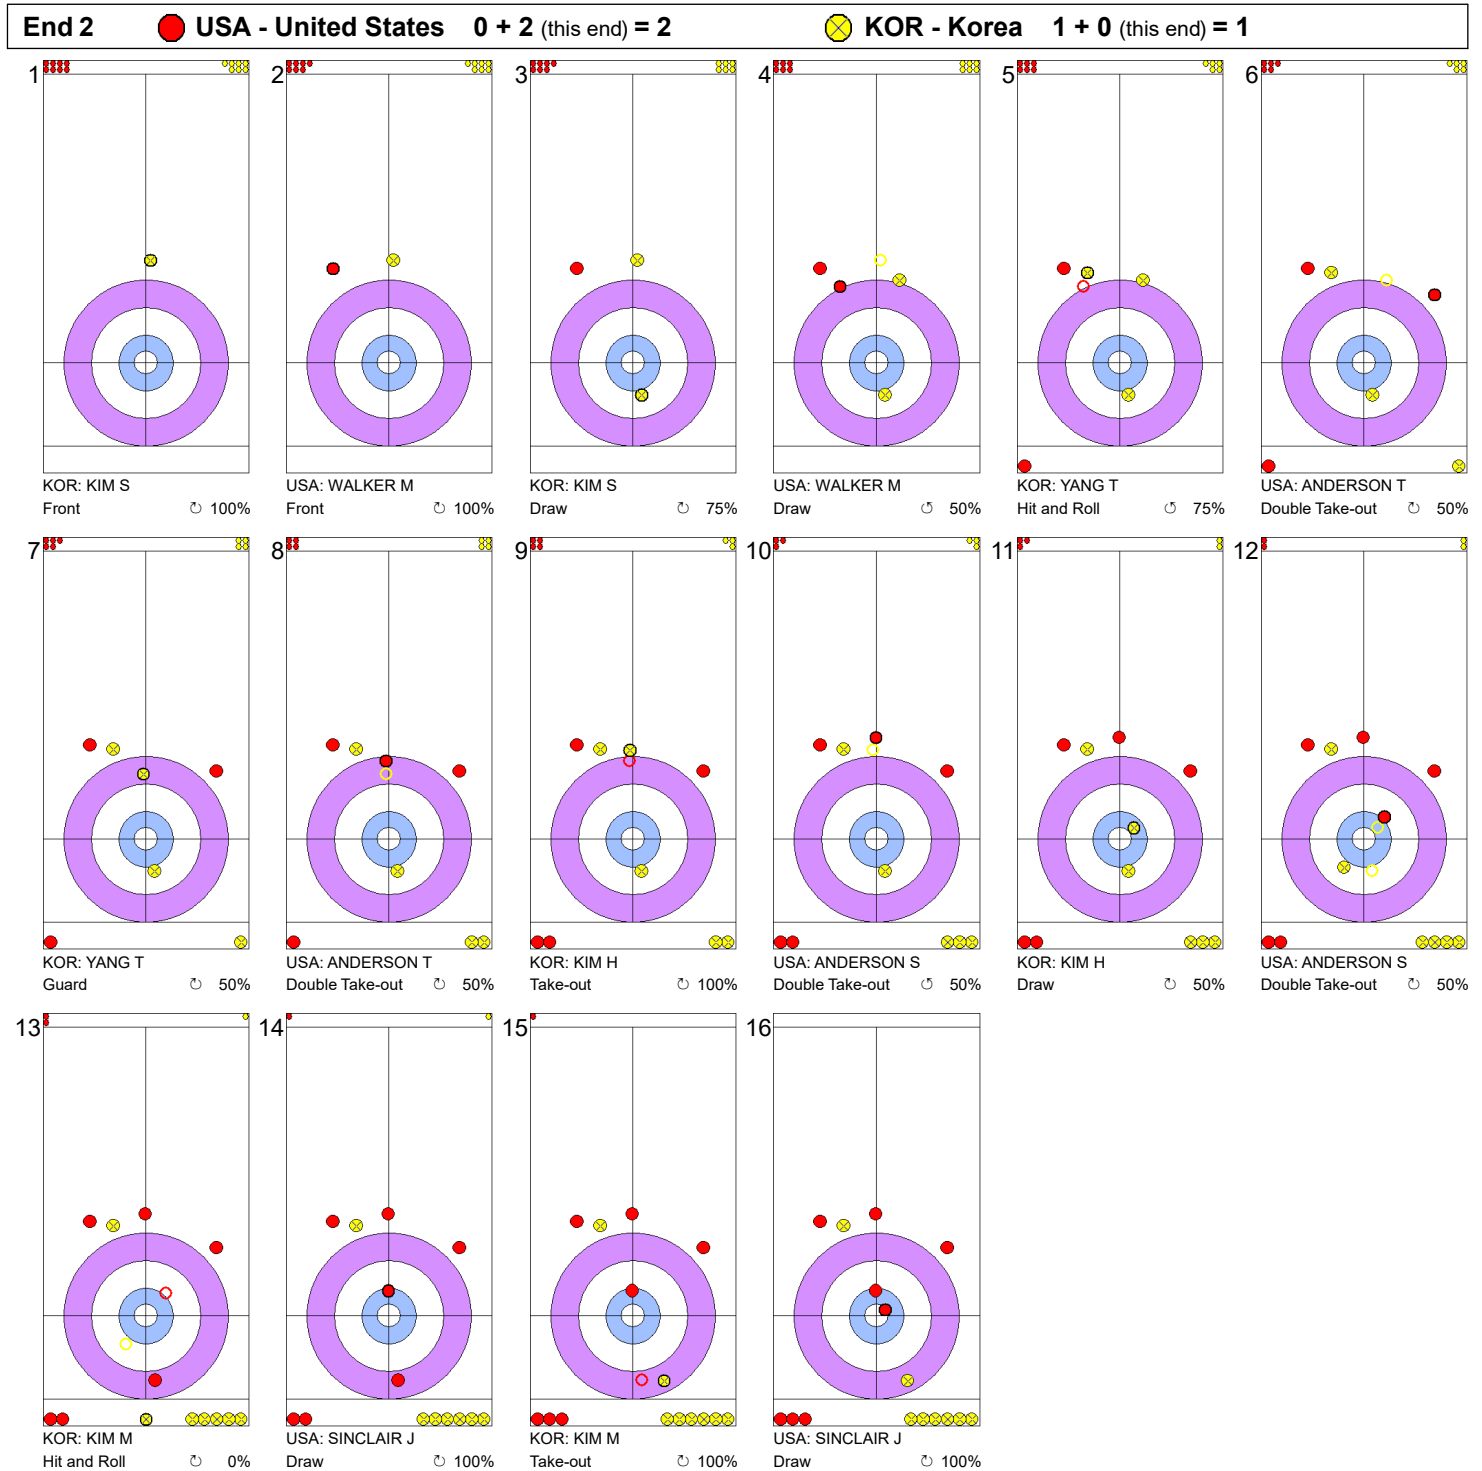 End 2 USA - United States 0 + 2 (this end) = 2 KOR - Korea 1 + 0 (this end) = 1
1 2 3 4 5 6
KOR: KIM S USA: WALKER M KOR: KIM S USA: WALKER M KOR: YANG T USA: ANDERSON T
Front ↻ 100% Front ↻ 100% Draw ↻ 75% Draw ↺ 50% Hit and Roll ↺ 75% Double Take-out ↻ 50%
7 8 9 10 11 12
KOR: YANG T USA: ANDERSON T KOR: KIM H USA: ANDERSON S KOR: KIM H USA: ANDERSON S
Guard ↻ 50% Double Take-out ↻ 50% Take-out ↻ 100% Double Take-out ↺ 50% Draw ↻ 50% Double Take-out ↻ 50%
13 14 15 16
KOR: KIM M USA: SINCLAIR J KOR: KIM M USA: SINCLAIR J
Hit and Roll ↻ 0% Draw ↻ 100% Take-out ↻ 100% Draw ↻ 100%